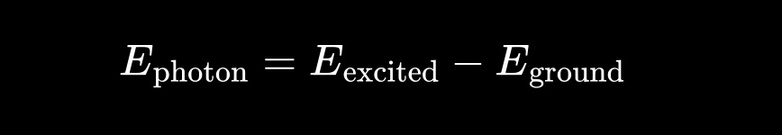 E_photon = E_excited − E_ground